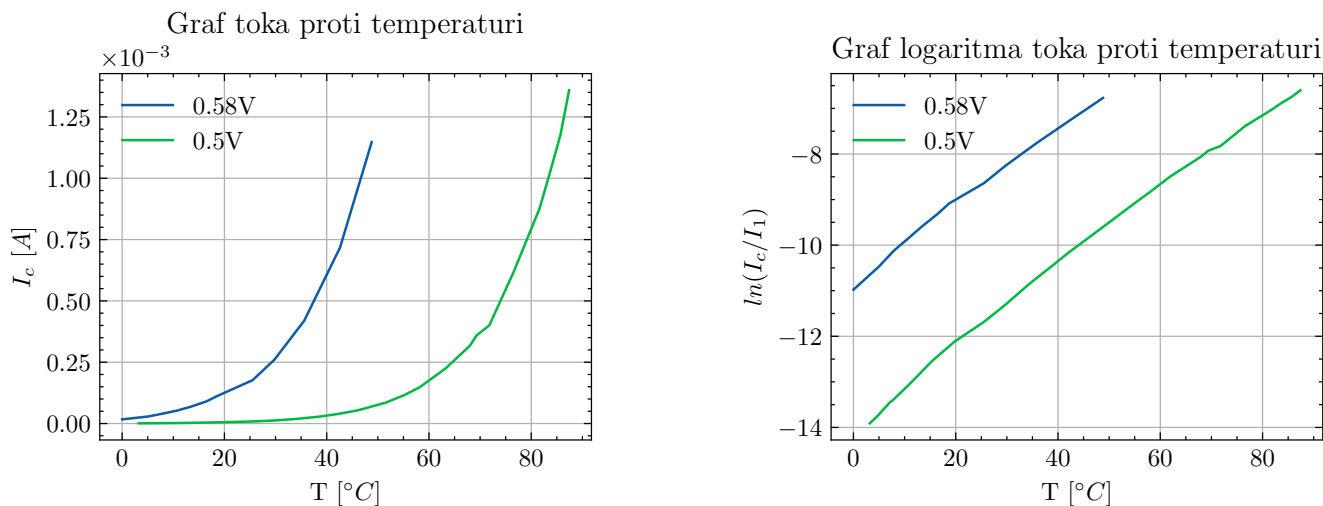 Graf toka proti temperaturi
×10⁻³
0.58V
0.5V
1.25
1.00
0.75
0.50
0.25
0.00
I_c [A]
0
20
40
60
80
T [°C]
Graf logaritma toka proti temperaturi
0.58V
0.5V
−8
−10
−12
−14
ln(I_c/I_1)
0
20
40
60
80
T [°C]